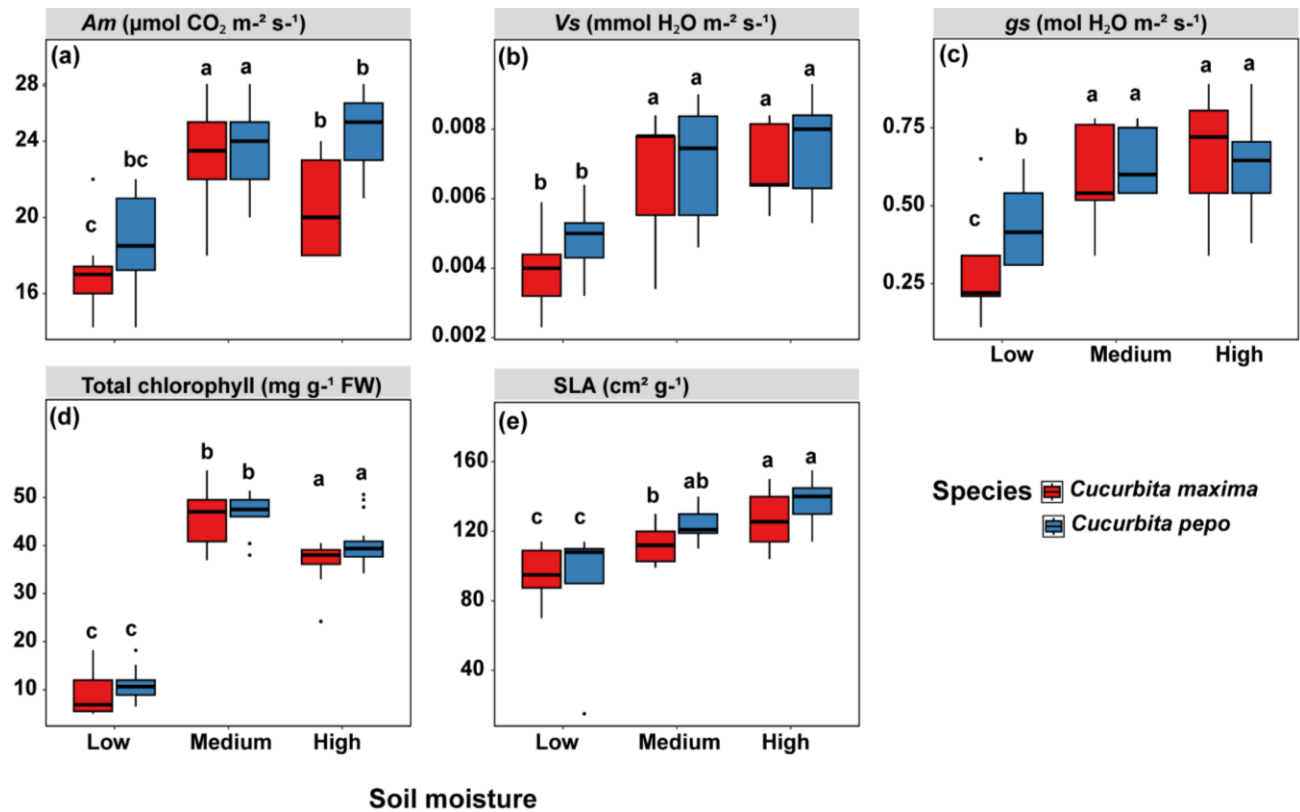 Am (µmol CO₂ m-² s-¹)
Vs (mmol H₂O m-² s-¹)
gs (mol H₂O m-² s-¹)
(a)
28
24
20
16
c
bc
a
a
b
b
(b)
0.008
0.006
0.004
0.002
b
b
a
a
a
a
(c)
0.75
0.50
0.25
c
b
a
a
a
a
Low
Medium
High
Total chlorophyll (mg g-¹ FW)
SLA (cm² g-¹)
(d)
50
40
30
20
10
c
c
b
b
a
a
Low
Medium
High
(e)
160
120
80
40
c
c
b
ab
a
a
Low
Medium
High
Species
Cucurbita maxima
Cucurbita pepo
Soil moisture